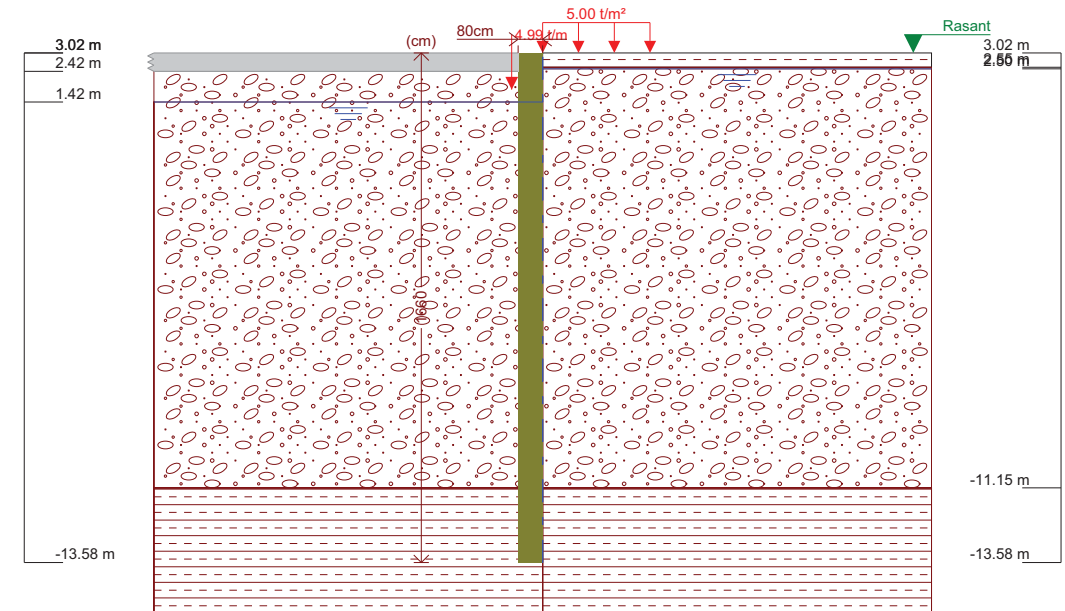 5.00 t/m²
Rasant
80cm
4.99 t/m
(cm)
3.02 m
3.02 m
2.42 m
2.50 m
1.42 m
1660
-11.15 m
-13.58 m
-13.58 m